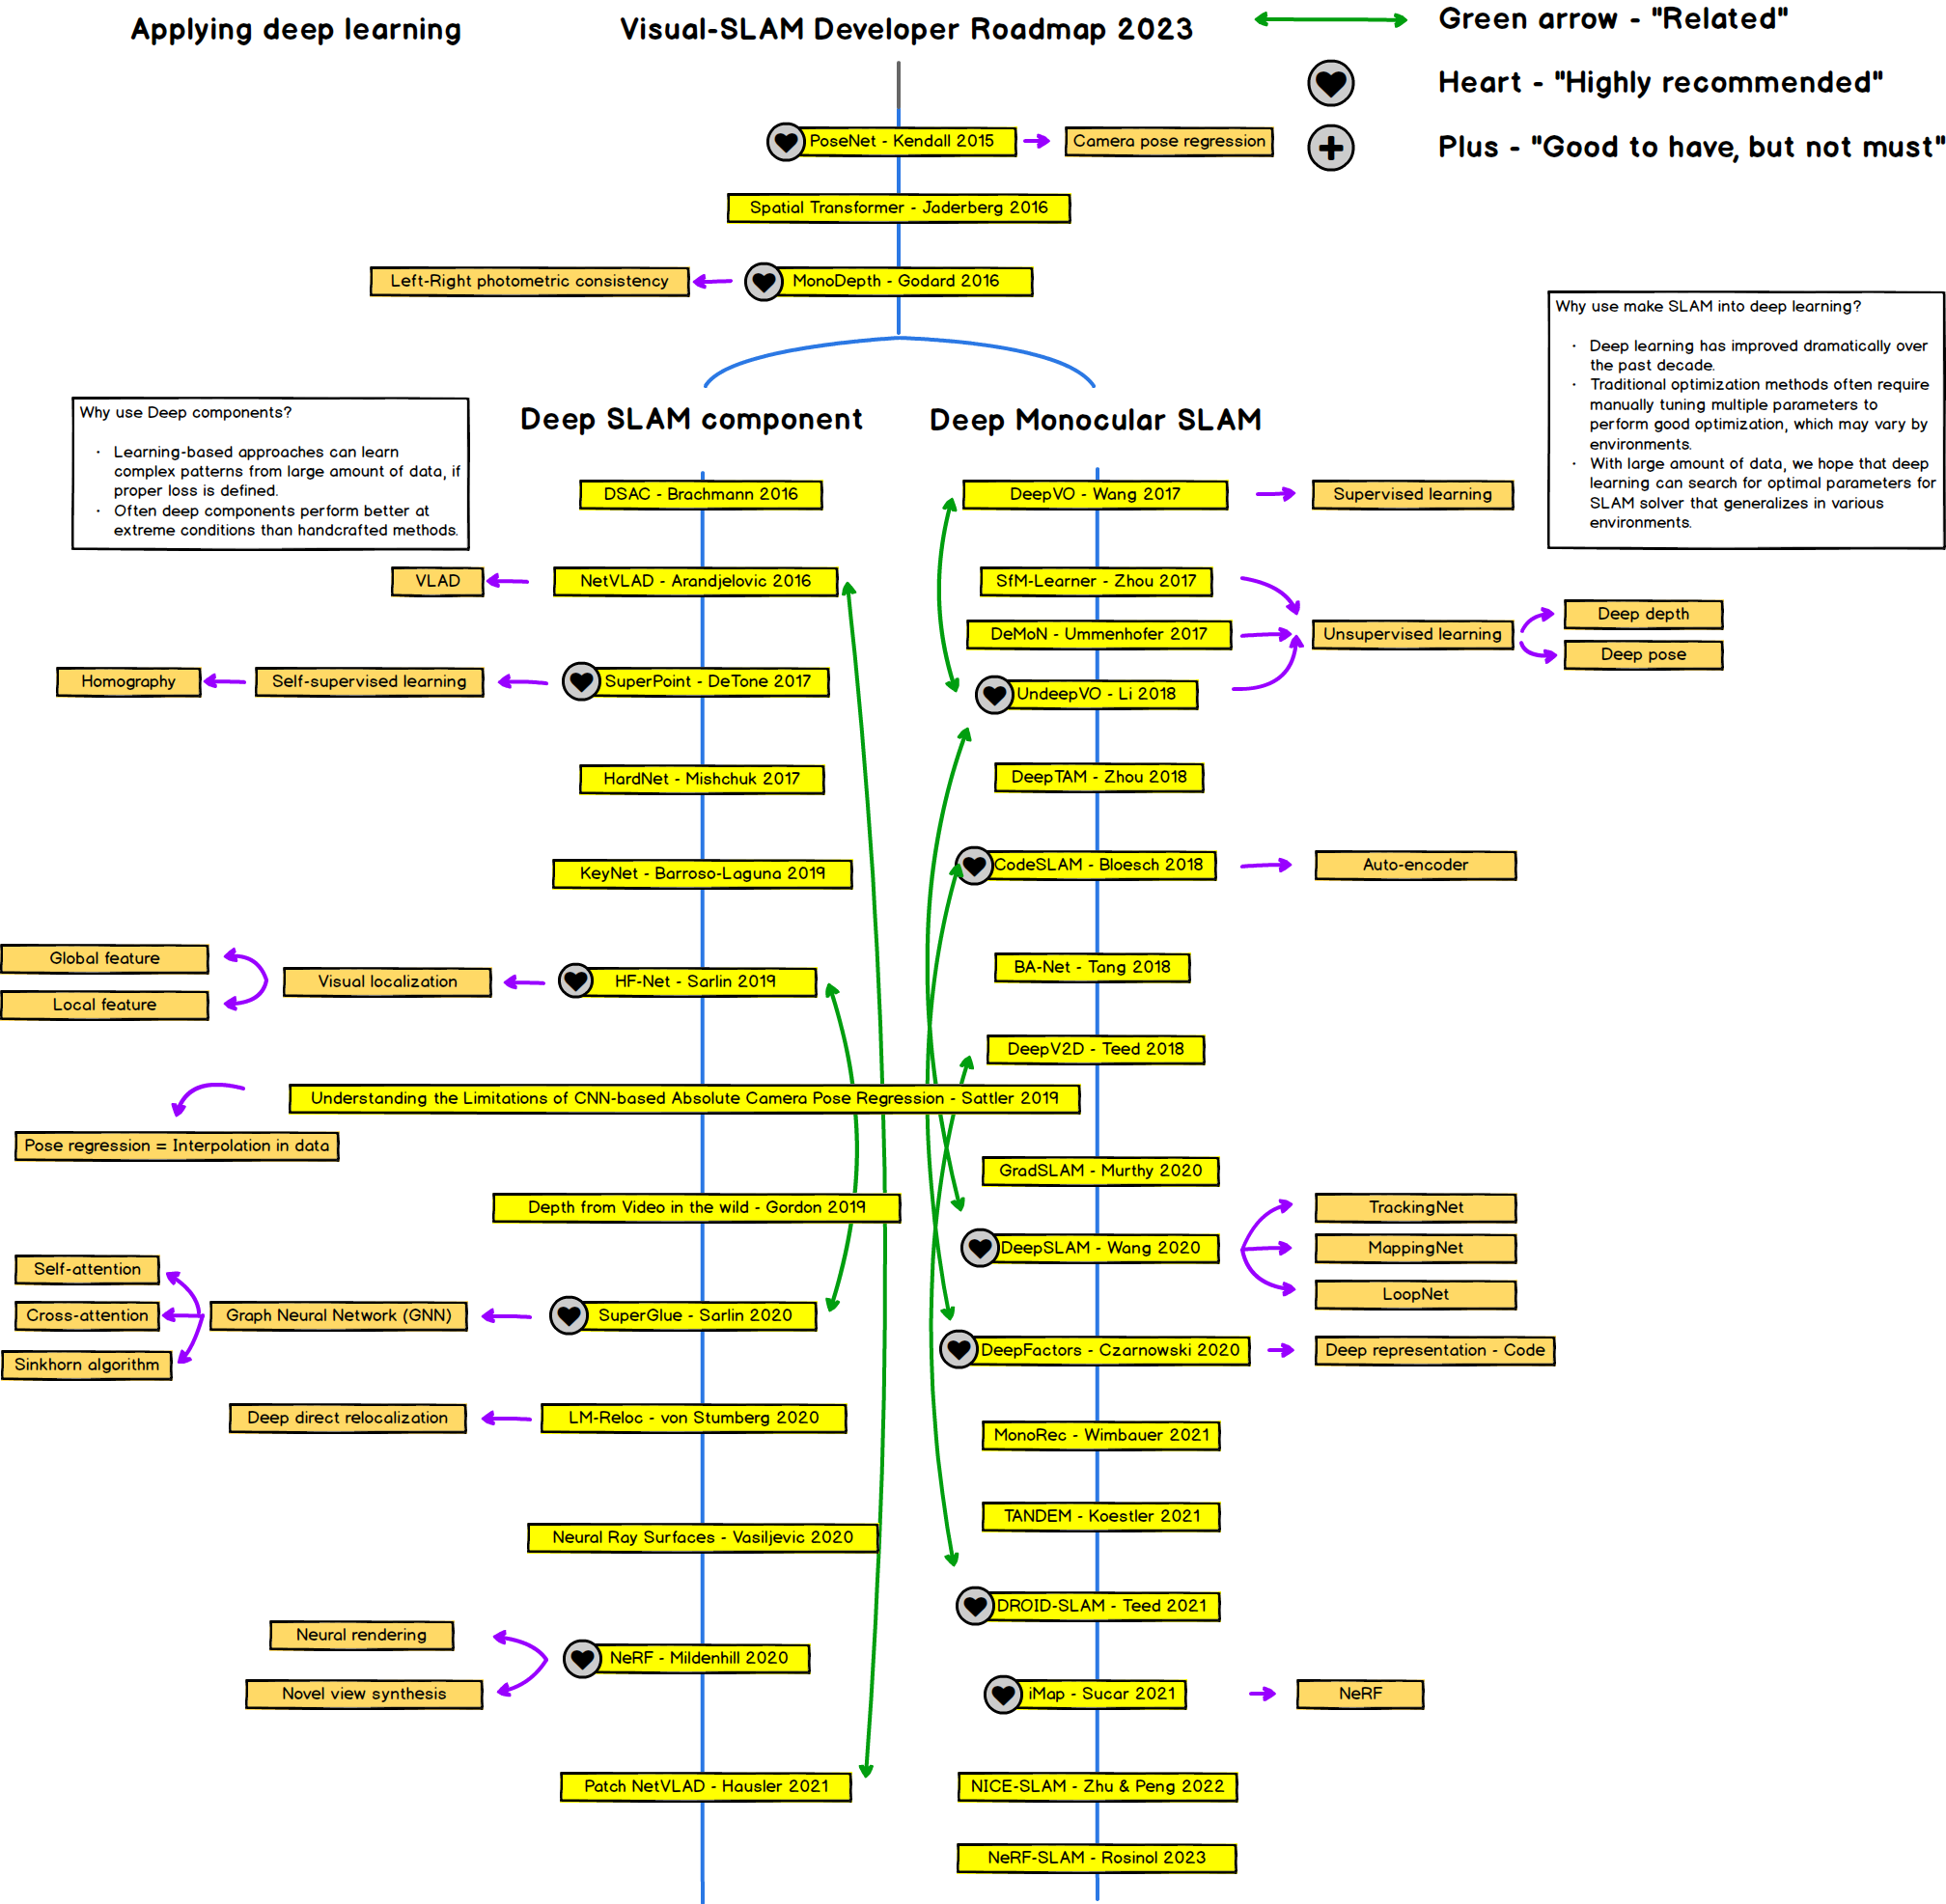 Applying deep learning
Visual-SLAM Developer Roadmap 2023
Green arrow - "Related"
Heart - "Highly recommended"
Plus - "Good to have, but not must"
PoseNet - Kendall 2015
Camera pose regression
Spatial Transformer - Jaderberg 2016
Left-Right photometric consistency
MonoDepth - Godard 2016
Why use make SLAM into deep learning?
· Deep learning has improved dramatically over
the past decade.
· Traditional optimization methods often require
manually tuning multiple parameters to
perform good optimization, which may vary by
environments.
· With large amount of data, we hope that deep
learning can search for optimal parameters for
SLAM solver that generalizes in various
environments.
Why use Deep components?
· Learning-based approaches can learn
complex patterns from large amount of data, if
proper loss is defined.
· Often deep components perform better at
extreme conditions than handcrafted methods.
Deep SLAM component
DSAC - Brachmann 2016
VLAD
NetVLAD - Arandjelovic 2016
Homography
Self-supervised learning
SuperPoint - DeTone 2017
HardNet - Mishchuk 2017
KeyNet - Barroso-Laguna 2019
Global feature
Local feature
Visual localization
HF-Net - Sarlin 2019
Understanding the Limitations of CNN-based Absolute Camera Pose Regression - Sattler 2019
Pose regression = Interpolation in data
Depth from Video in the wild - Gordon 2019
Self-attention
Cross-attention
Sinkhorn algorithm
Graph Neural Network (GNN)
SuperGlue - Sarlin 2020
Deep direct relocalization
LM-Reloc - von Stumberg 2020
Neural Ray Surfaces - Vasiljevic 2020
Neural rendering
Novel view synthesis
NeRF - Mildenhill 2020
Patch NetVLAD - Hausler 2021
Deep Monocular SLAM
DeepVO - Wang 2017
Supervised learning
SfM-Learner - Zhou 2017
DeMoN - Ummenhofer 2017
Unsupervised learning
Deep depth
Deep pose
UndeepVO - Li 2018
DeepTAM - Zhou 2018
CodeSLAM - Bloesch 2018
Auto-encoder
BA-Net - Tang 2018
DeepV2D - Teed 2018
GradSLAM - Murthy 2020
DeepSLAM - Wang 2020
TrackingNet
MappingNet
LoopNet
DeepFactors - Czarnowski 2020
Deep representation - Code
MonoRec - Wimbauer 2021
TANDEM - Koestler 2021
DROID-SLAM - Teed 2021
iMap - Sucar 2021
NeRF
NICE-SLAM - Zhu & Peng 2022
NeRF-SLAM - Rosinol 2023